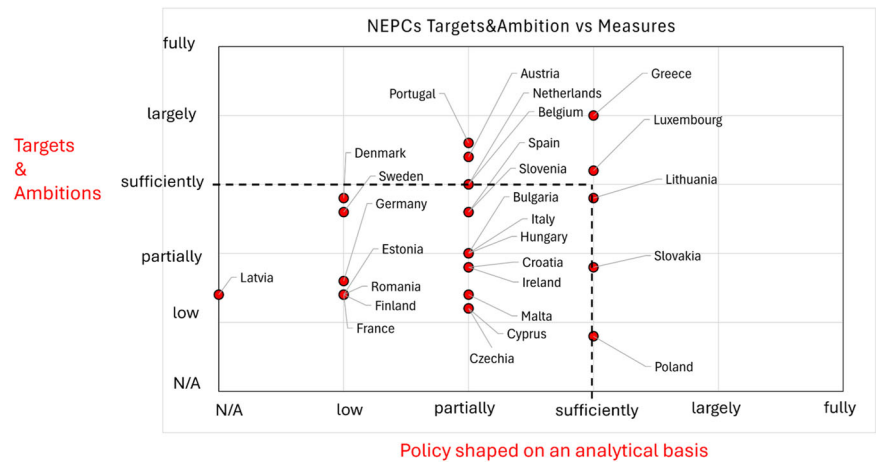 NEPCs Targets&Ambition vs Measures
fully
Austria
Greece
Portugal
Netherlands
largely
Belgium
Luxembourg
Targets
&
Ambitions
Spain
Denmark
Slovenia
sufficiently
Sweden
Lithuania
Bulgaria
Germany
Italy
Hungary
Estonia
partially
Croatia
Slovakia
Latvia
Ireland
Romania
Finland
low
Malta
France
Cyprus
Czechia
Poland
N/A
N/A low partially sufficiently largely fully
Policy shaped on an analytical basis